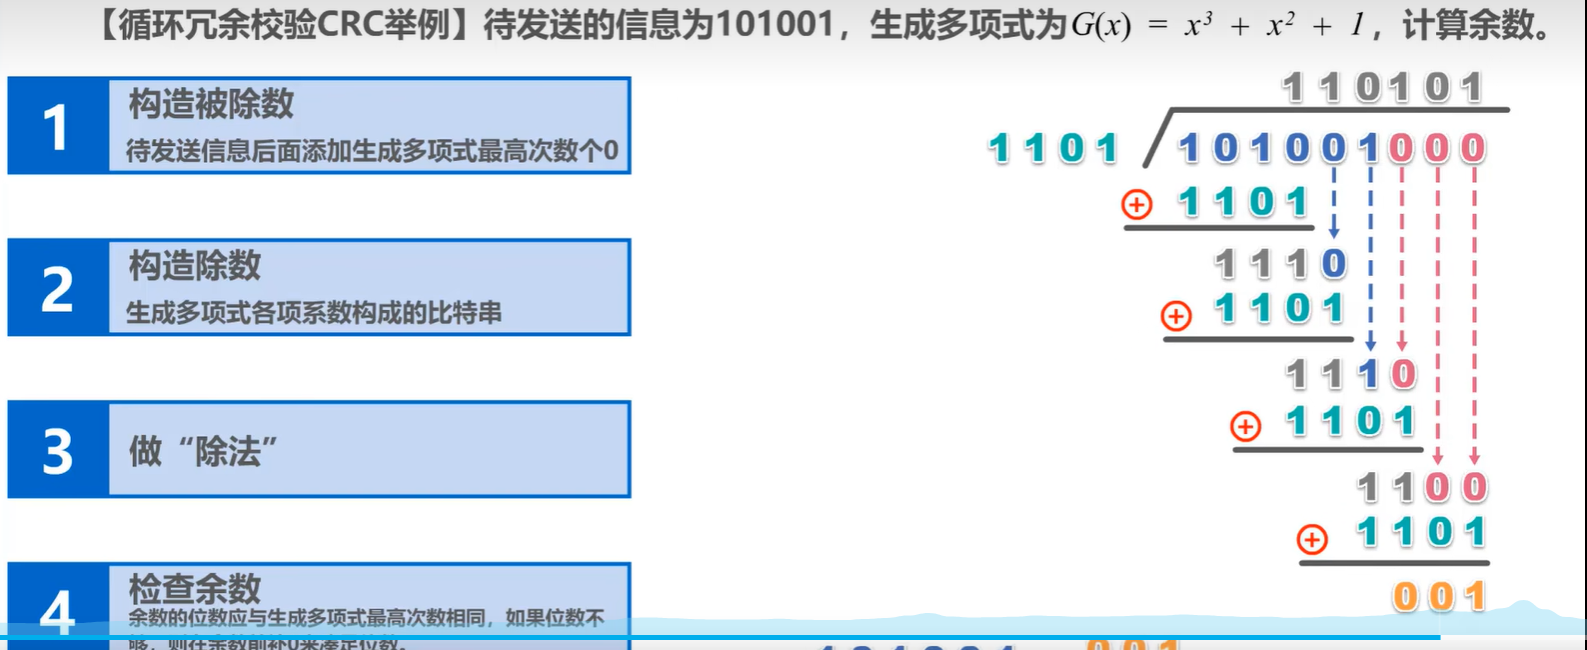 【循环冗余校验CRC举例】待发送的信息为101001，生成多项式为G(x) = x³ + x² + 1，计算余数。
1
构造被除数
待发送信息后面添加生成多项式最高次数个0
2
构造除数
生成多项式各项系数构成的比特串
3
做“除法”
4
检查余数
余数的位数应与生成多项式最高次数相同，如果位数不
够，则在余数前补0来凑足位数。
110101
1101 101001000
1101
1110
1101
1110
1101
1100
1101
001
101001 001